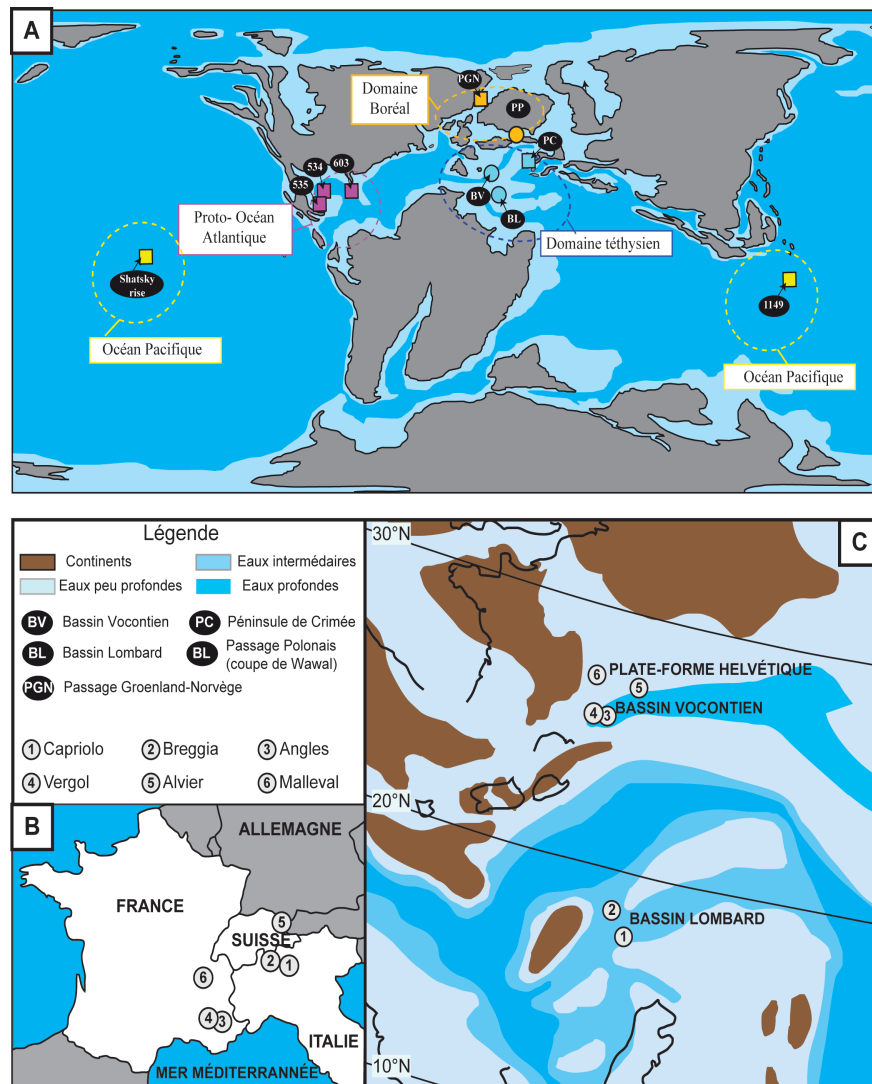 A
PGN
Domaine
Boréal
PP
PC
534
603
535
BV
BL
Proto- Océan
Atlantique
Domaine téthysien
Shatsky
rise
1149
Océan Pacifique
Océan Pacifique
Légende
Continents
Eaux intermédaires
Eaux peu profondes
Eaux profondes
BV Bassin Vocontien
PC Péninsule de Crimée
BL Bassin Lombard
BL Passage Polonais
(coupe de Wawal)
PGN Passage Groenland-Norvège
1 Capriolo
2 Breggia
3 Angles
4 Vergol
5 Alvier
6 Malleval
B
ALLEMAGNE
FRANCE
5
SUISSE
2 1
6
4 3
ITALIE
MER MÉDITERRANNÉE
C
30°N
6 PLATE-FORME HELVÉTIQUE
5
4 3 BASSIN VOCONTIEN
20°N
2
BASSIN LOMBARD
1
10°N